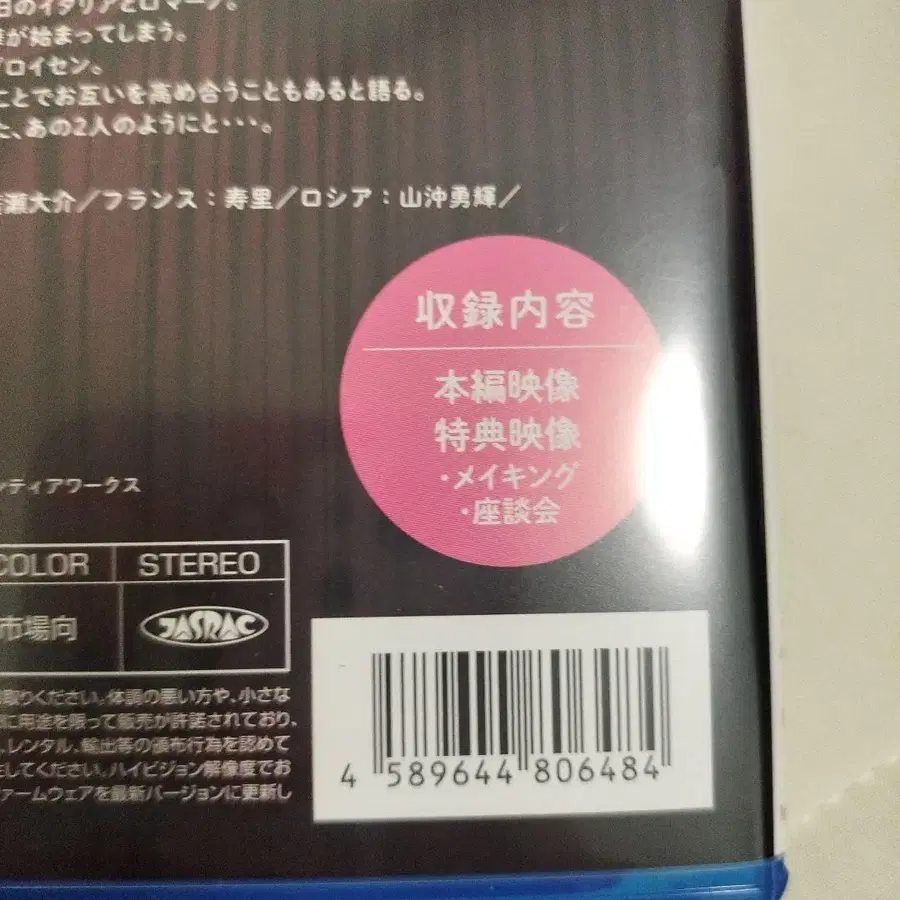 日のイタリアとロマーノ。
が始まってしまう。
プロイセン。
ことでお互いを高め合うこともあると語る。
た、あの2人のようにと・・・。
瀬大介／フランス：寿里／ロシア：山沖勇輝／
収録内容
本編映像
特典映像
・メイキング
・座談会
ンティアワークス
COLOR STEREO
市場向 JASRAC
取りください。体調の悪い方や、小さな
に用途を限って販売が許諾されており、
、レンタル、輸出等の頒布行為を認めて
してください。ハイビジョン解像度でお
ァームウェアを最新バージョンに更新し
4 589644 806484